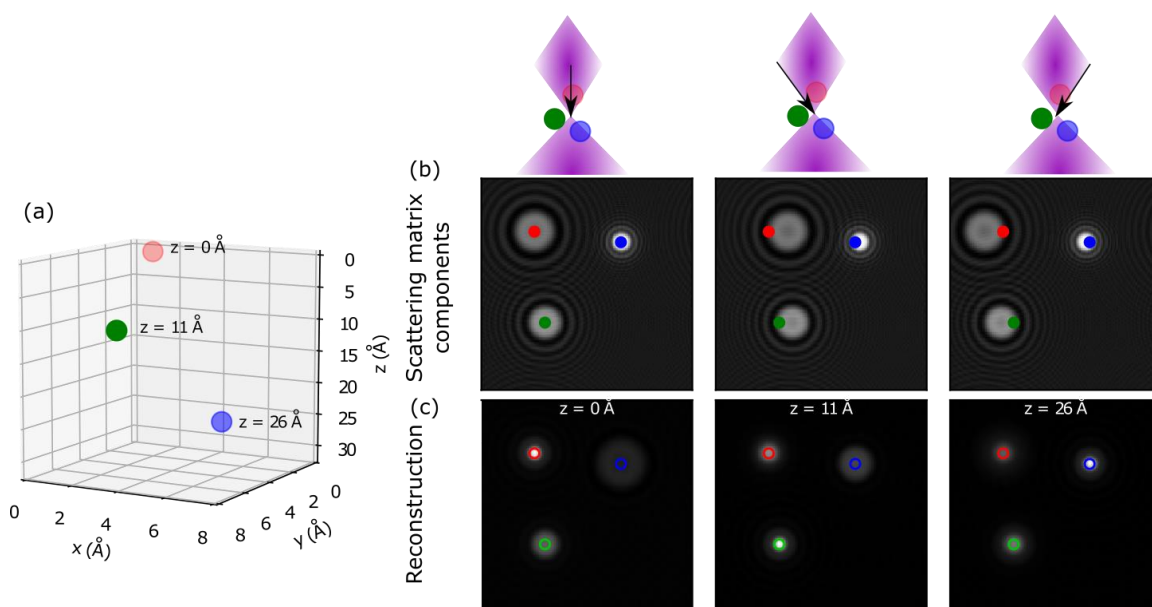 (a)
z = 0 Å
z = 11 Å
z = 26 Å
0
5
10
15
20
25
30
z (Å)
0 2 4 6 8
x (Å)
8 6 4 2 0
y (Å)
(b)
Scattering matrix
components
(c)
Reconstruction
z = 0 Å
z = 11 Å
z = 26 Å